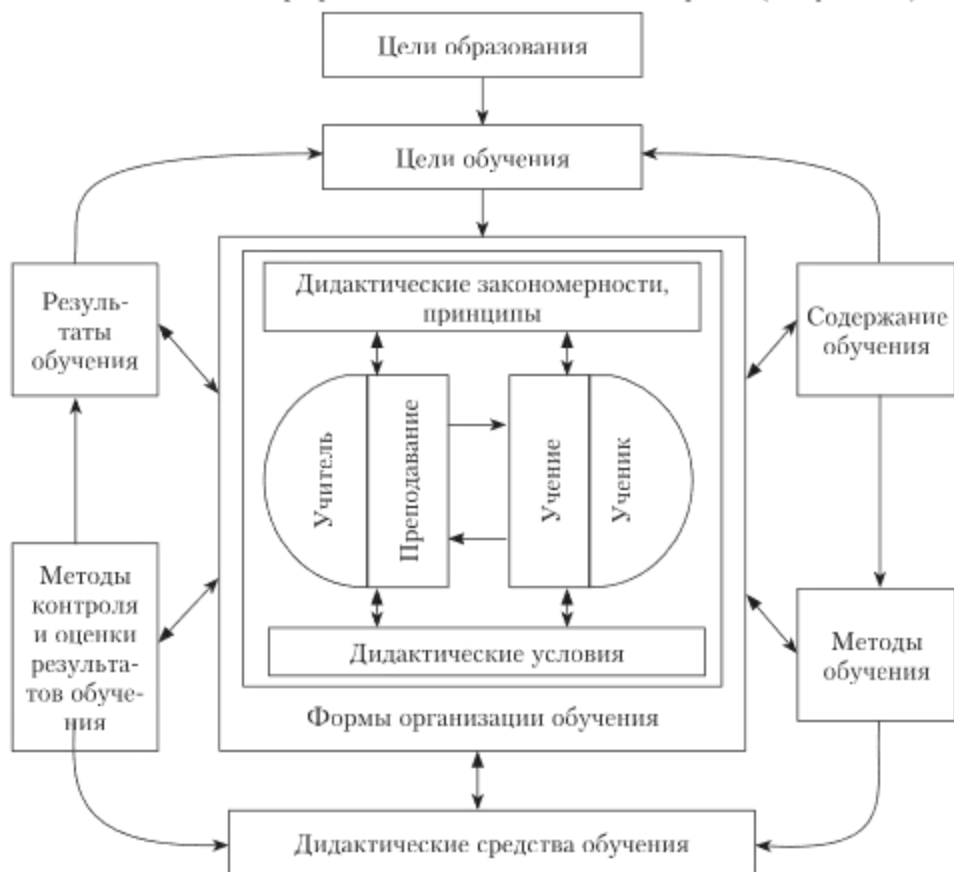 Цели образования
Цели обучения
Дидактические закономерности,
принципы
Резуль-
таты
обучения
Содержание
обучения
Учитель
Преподавание
Учение
Ученик
Методы
контроля
и оценки
результа-
тов обуче-
ния
Методы
обучения
Дидактические условия
Формы организации обучения
Дидактические средства обучения